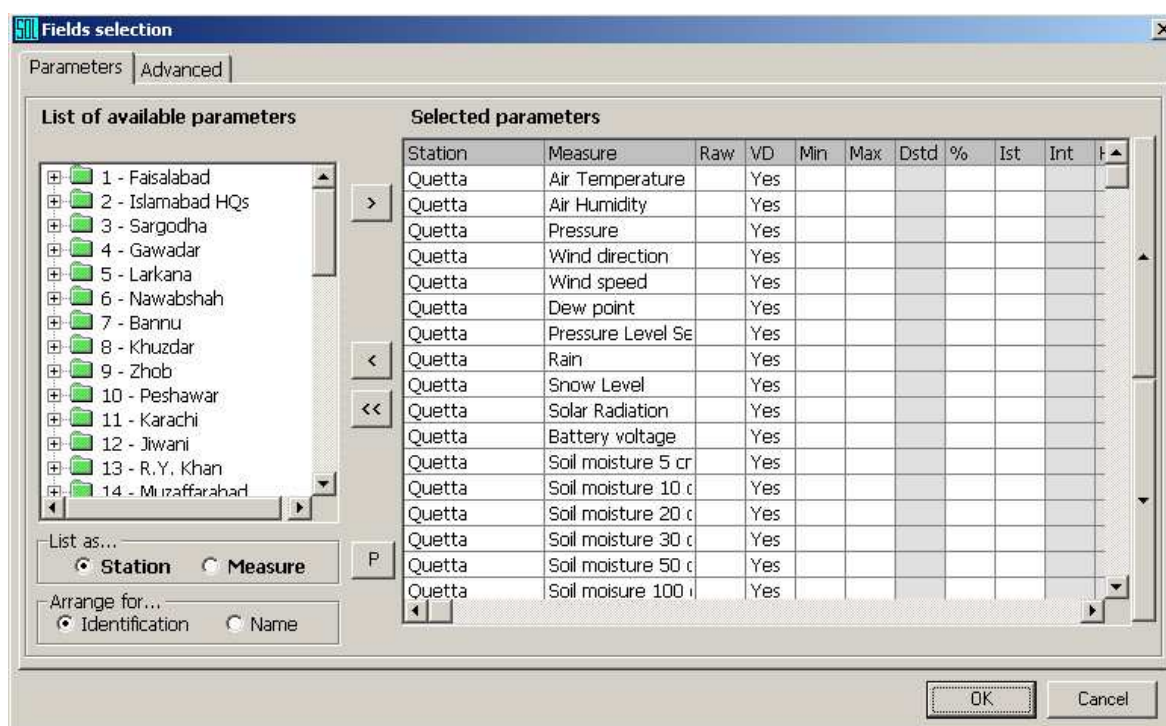 SOL Fields selection
Parameters Advanced
List of available parameters
1 - Faisalabad
2 - Islamabad HQs
3 - Sargodha
4 - Gawadar
5 - Larkana
6 - Nawabshah
7 - Bannu
8 - Khuzdar
9 - Zhob
10 - Peshawar
11 - Karachi
12 - Jiwani
13 - R.Y. Khan
14 - Muzaffarabad
List as...
Station Measure
Arrange for...
Identification Name
>
<
<<
P
Selected parameters
Station Measure Raw VD Min Max Dstd % Ist Int
Quetta Air Temperature Yes
Quetta Air Humidity Yes
Quetta Pressure Yes
Quetta Wind direction Yes
Quetta Wind speed Yes
Quetta Dew point Yes
Quetta Pressure Level Se Yes
Quetta Rain Yes
Quetta Snow Level Yes
Quetta Solar Radiation Yes
Quetta Battery voltage Yes
Quetta Soil moisture 5 cr Yes
Quetta Soil moisture 10 c Yes
Quetta Soil moisture 20 c Yes
Quetta Soil moisture 30 c Yes
Quetta Soil moisture 50 c Yes
Quetta Soil moisure 100 Yes
OK Cancel